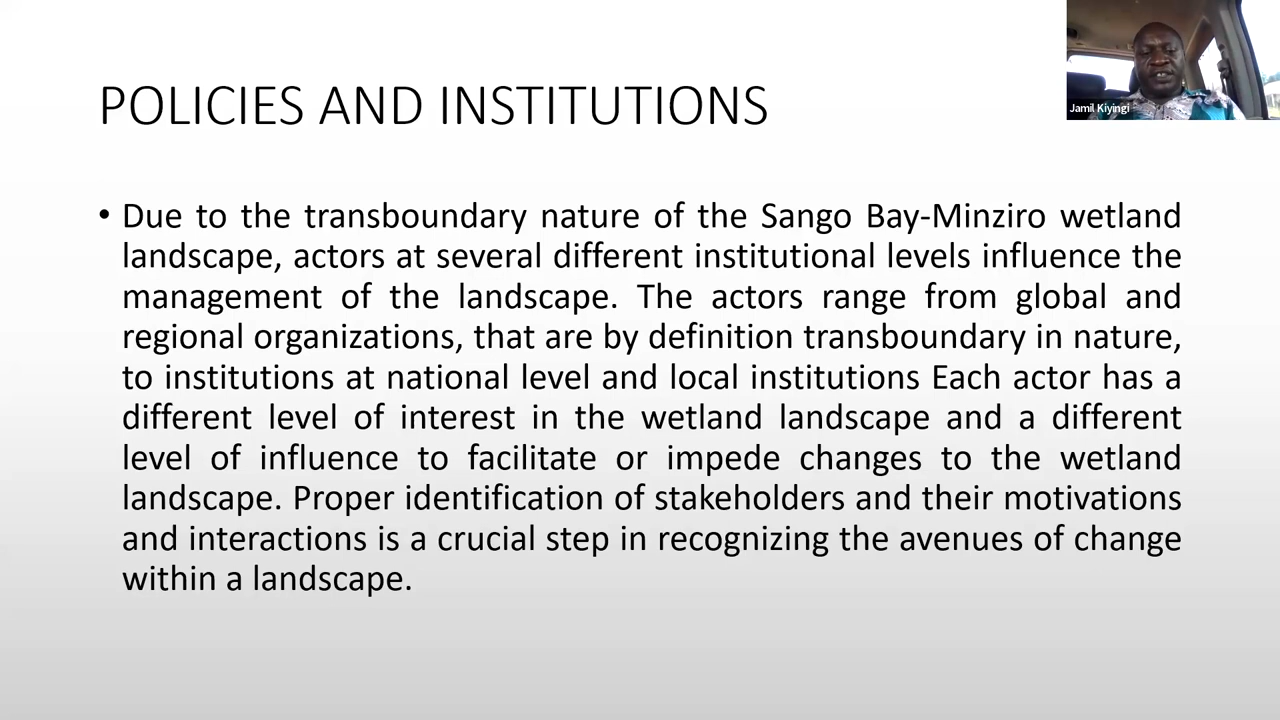 POLICIES AND INSTITUTIONS
Jamil Kiyingi
• Due to the transboundary nature of the Sango Bay-Minziro wetland
landscape, actors at several different institutional levels influence the
management of the landscape. The actors range from global and
regional organizations, that are by definition transboundary in nature,
to institutions at national level and local institutions Each actor has a
different level of interest in the wetland landscape and a different
level of influence to facilitate or impede changes to the wetland
landscape. Proper identification of stakeholders and their motivations
and interactions is a crucial step in recognizing the avenues of change
within a landscape.